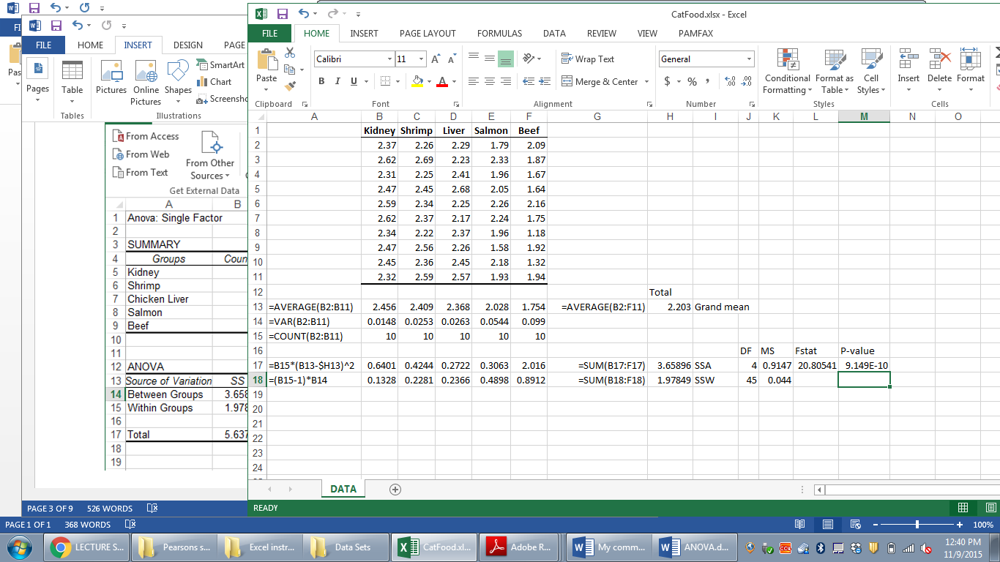 CatFood.xlsx - Excel
FILE HOME INSERT PAGE LAYOUT FORMULAS DATA REVIEW VIEW PAMFAX
Paste
Calibri 11
B I U
Wrap Text
Merge & Center
General
$ % ,
Conditional Formatting
Format as Table
Cell Styles
Insert Delete Format
Clipboard Font Alignment Number Styles Cells
A B C D E F G H I J K L M N O
1 Kidney Shrimp Liver Salmon Beef
2 2.37 2.26 2.29 1.79 2.09
3 2.62 2.69 2.23 2.33 1.87
4 2.31 2.25 2.41 1.96 1.67
5 2.47 2.45 2.68 2.05 1.64
6 2.59 2.34 2.25 2.26 2.16
7 2.62 2.37 2.17 2.24 1.75
8 2.34 2.22 2.37 1.96 1.18
9 2.47 2.56 2.26 1.58 1.92
10 2.45 2.36 2.45 2.18 1.32
11 2.32 2.59 2.57 1.93 1.94
12 Total
13 =AVERAGE(B2:B11) 2.456 2.409 2.368 2.028 1.754 =AVERAGE(B2:F11) 2.203 Grand mean
14 =VAR(B2:B11) 0.0148 0.0253 0.0263 0.0544 0.099
15 =COUNT(B2:B11) 10 10 10 10 10
16 DF MS Fstat P-value
17 =B15*(B13-$H13)^2 0.6401 0.4244 0.2722 0.3063 2.016 =SUM(B17:F17) 3.65896 SSA 4 0.9147 20.80541 9.149E-10
18 =(B15-1)*B14 0.1328 0.2281 0.2366 0.4898 0.8912 =SUM(B18:F18) 1.97849 SSW 45 0.044
19
20
21
22
23
24
DATA
READY
FI
Pas
FILE HOME INSERT DESIGN PAGE
Pages
Table
Pictures
Online Pictures
Shapes
SmartArt
Chart
Screensho
Tables Illustrations
From Access
From Web
From Text
From Other Sources
Get External Data
A B
1 Anova: Single Factor
2
3 SUMMARY
4 Groups Coun
5 Kidney
6 Shrimp
7 Chicken Liver
8 Salmon
9 Beef
10
11
12 ANOVA
13 Source of Variation SS
14 Between Groups 3.658
15 Within Groups 1.978
16
17 Total 5.637
18
19
PAGE 3 OF 9 526 WORDS
PAGE 1 OF 1 368 WORDS
100%
LECTURE S... Pearsons s... Excel instr... Data Sets CatFood.xl... Adobe R... My comm... ANOVA.d...
12:40 PM
11/9/2015